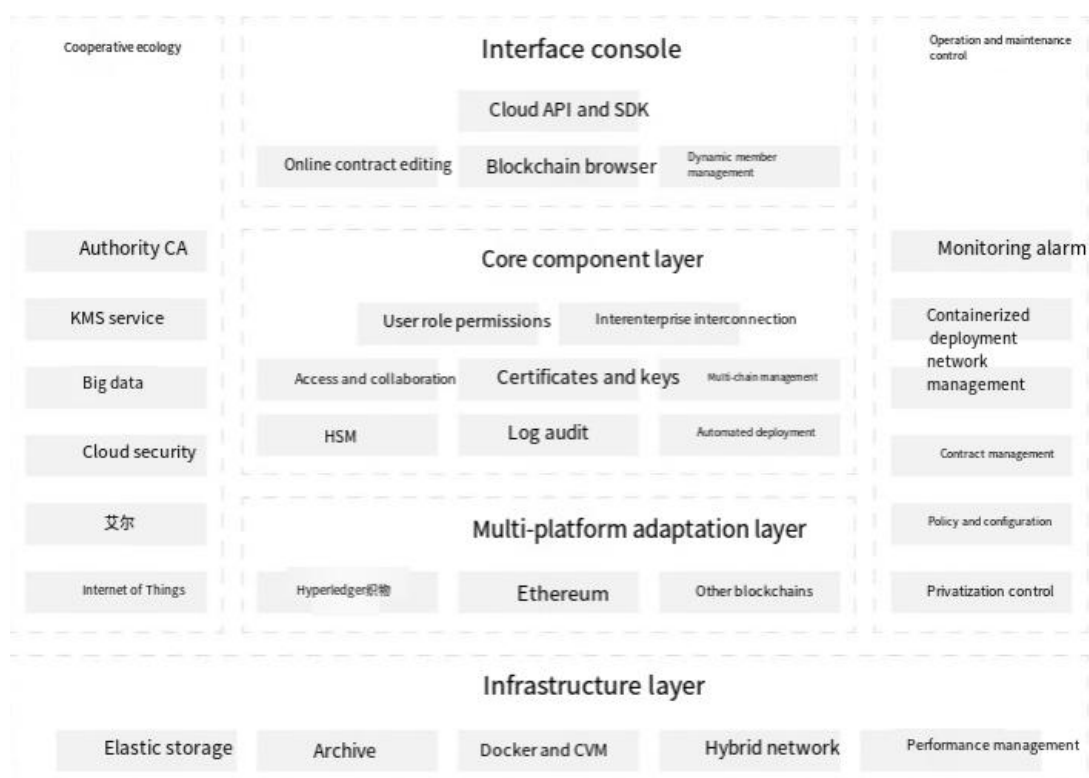 Cooperative ecology
Authority CA
KMS service
Big data
Cloud security
艾尔
Internet of Things
Interface console
Cloud API and SDK
Online contract editing
Blockchain browser
Dynamic member
management
Core component layer
User role permissions
Interenterprise interconnection
Access and collaboration
Certificates and keys
Multi-chain management
HSM
Log audit
Automated deployment
Multi-platform adaptation layer
Hyperledger织物
Ethereum
Other blockchains
Operation and maintenance
control
Monitoring alarm
Containerized
deployment
network
management
Contract management
Policy and configuration
Privatization control
Infrastructure layer
Elastic storage
Archive
Docker and CVM
Hybrid network
Performance management